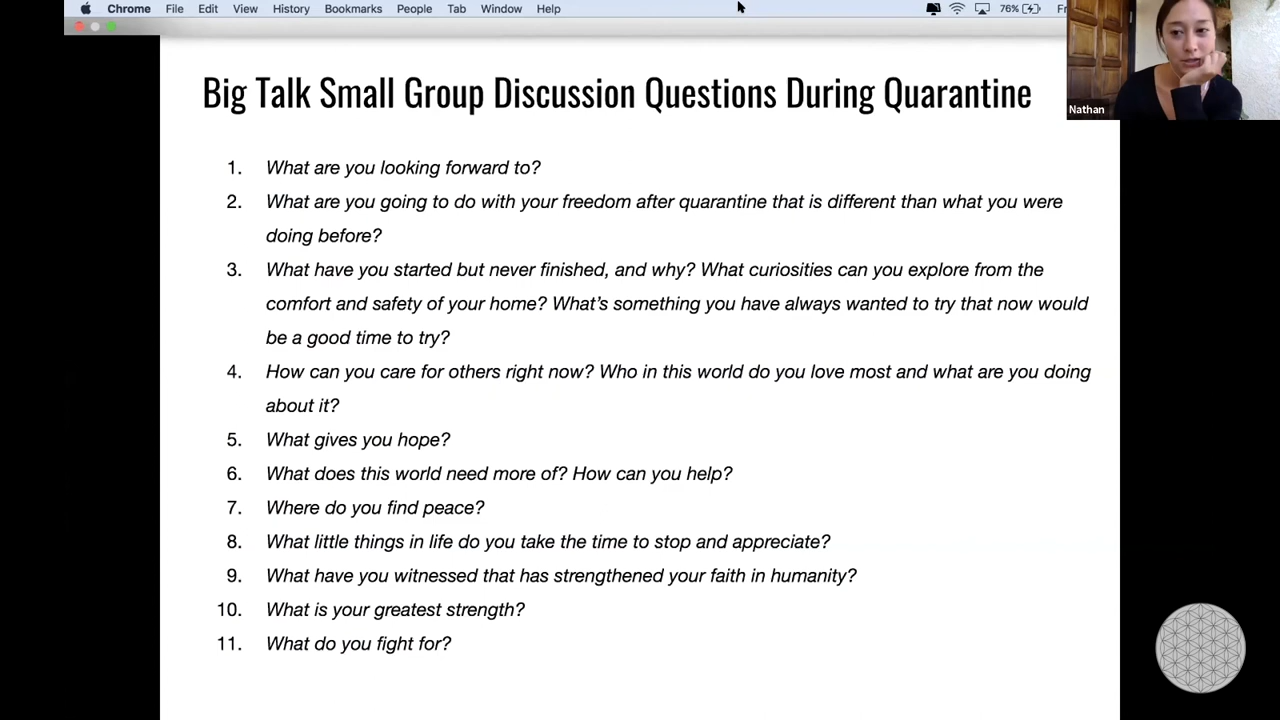 Chrome File Edit View History Bookmarks People Tab Window Help 76% Fr
Nathan
Big Talk Small Group Discussion Questions During Quarantine
1. What are you looking forward to?
2. What are you going to do with your freedom after quarantine that is different than what you were
doing before?
3. What have you started but never finished, and why? What curiosities can you explore from the
comfort and safety of your home? What's something you have always wanted to try that now would
be a good time to try?
4. How can you care for others right now? Who in this world do you love most and what are you doing
about it?
5. What gives you hope?
6. What does this world need more of? How can you help?
7. Where do you find peace?
8. What little things in life do you take the time to stop and appreciate?
9. What have you witnessed that has strengthened your faith in humanity?
10. What is your greatest strength?
11. What do you fight for?